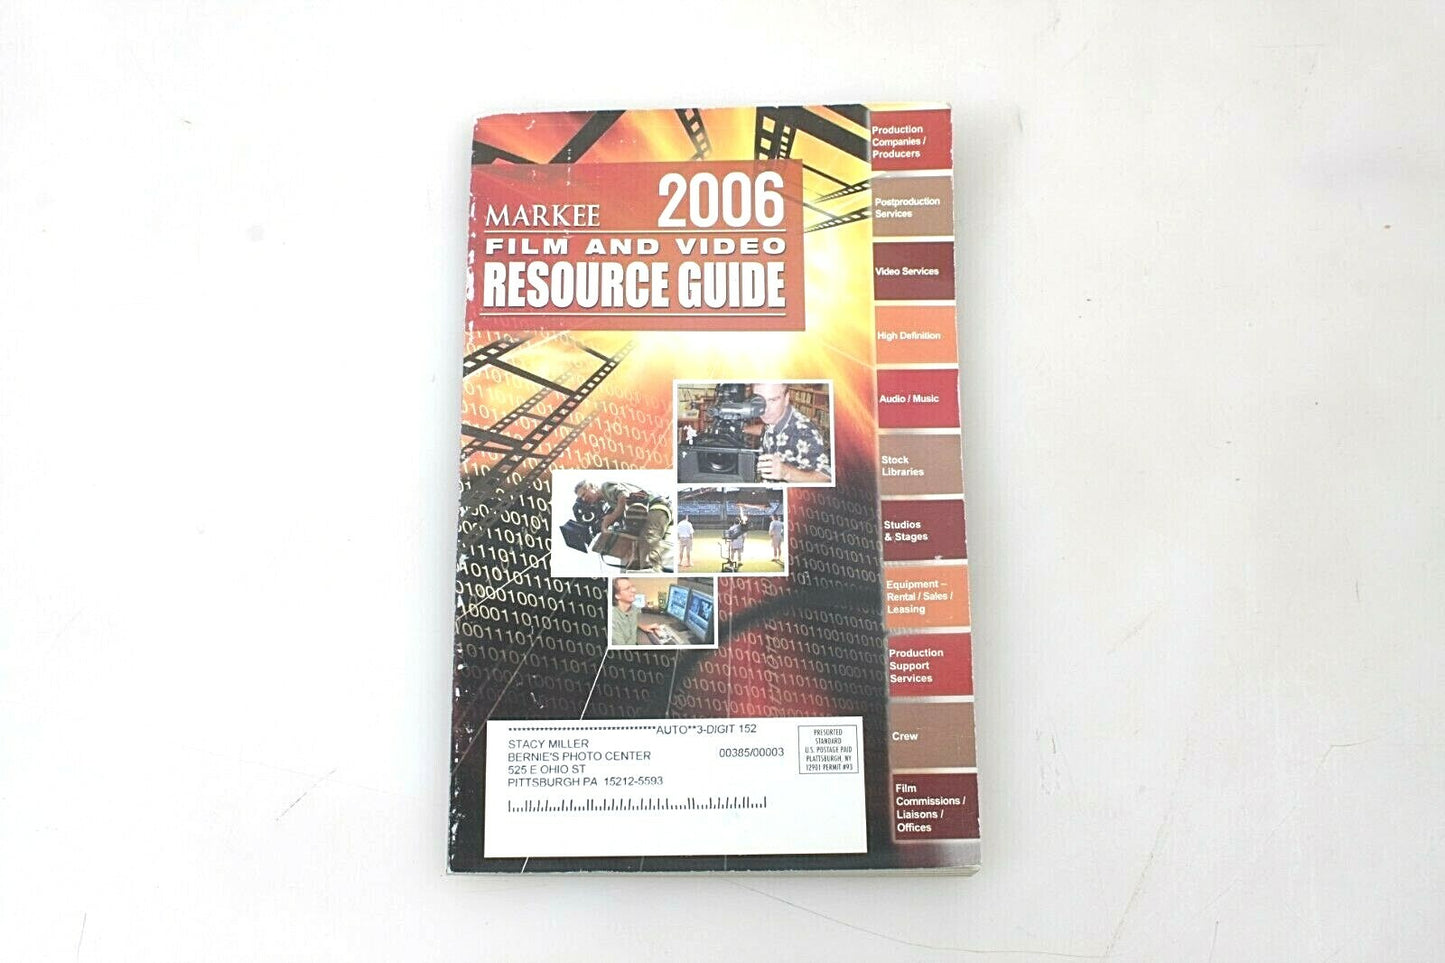 MARKEE 2006
FILM AND VIDEO
RESOURCE GUIDE
Production
Companies /
Producers
Postproduction
Services
Video Services
High Definition
Audio / Music
Stock
Libraries
Studios
& Stages
Equipment –
Rental / Sales /
Leasing
Production
Support
Services
Crew
Film
Commissions /
Liaisons /
Offices
AUTO**3-DIGIT 152
STACY MILLER
BERNIE'S PHOTO CENTER 00385/00003
525 E OHIO ST
PITTSBURGH PA 15212-5593
PRESORTED
STANDARD
U.S. POSTAGE PAID
PLATTSBURGH, NY
12901 PERMIT #93